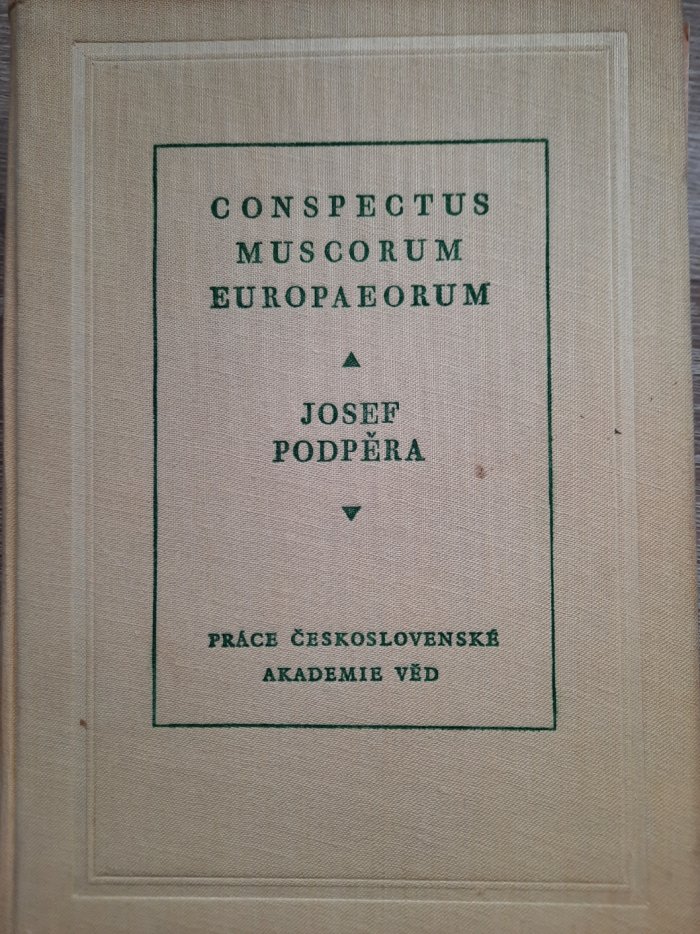 CONSPECTUS
MUSCORUM
EUROPAEORUM
JOSEF
PODPĚRA
PRÁCE ČESKOSLOVENSKÉ
AKADEMIE VĚD